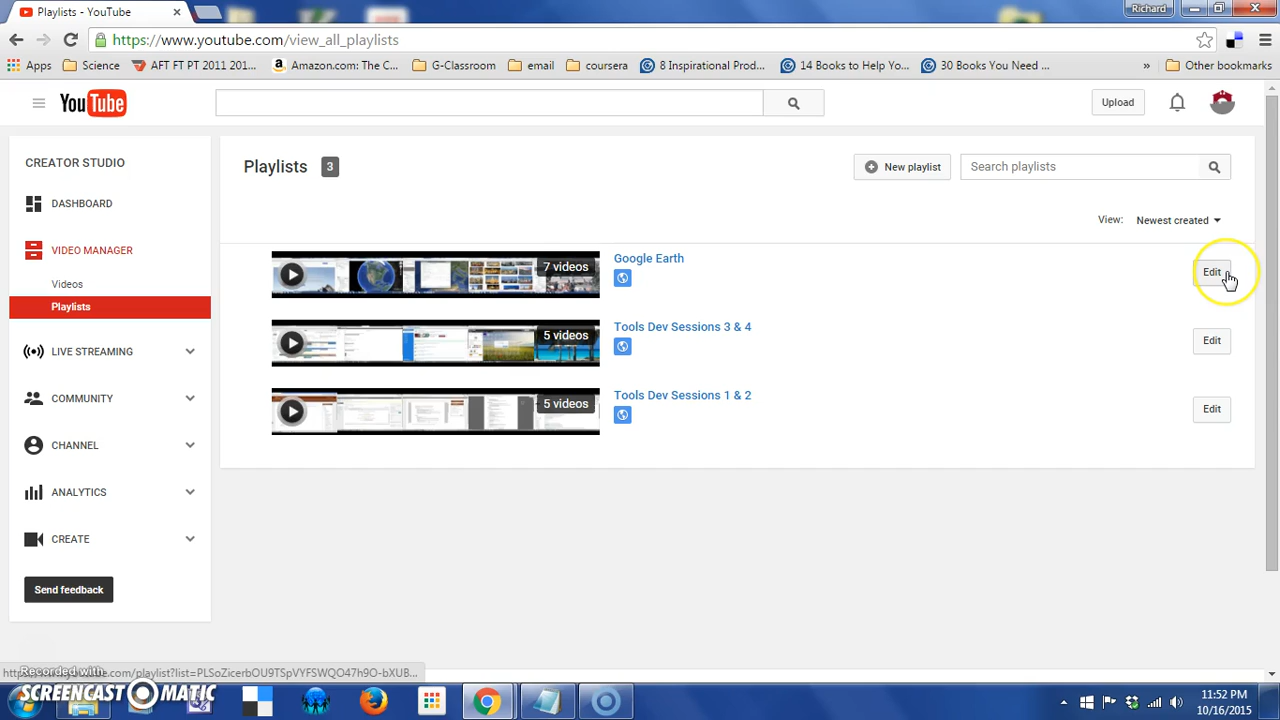 Playlists - YouTube
Richard
https://www.youtube.com/view_all_playlists
Apps
Science
AFT FT PT 2011 201...
Amazon.com: The C...
G-Classroom
email
coursera
8 Inspirational Prod...
14 Books to Help Yo...
30 Books You Need ...
»
Other bookmarks
YouTube
Upload
CREATOR STUDIO
DASHBOARD
VIDEO MANAGER
Videos
Playlists
LIVE STREAMING
COMMUNITY
CHANNEL
ANALYTICS
CREATE
Send feedback
Playlists 3
New playlist
Search playlists
View: Newest created
7 videos
Google Earth
Edit
5 videos
Tools Dev Sessions 3 & 4
Edit
5 videos
Tools Dev Sessions 1 & 2
Edit
Recorded with
SCREENCAST MATIC
11:52 PM
10/16/2015